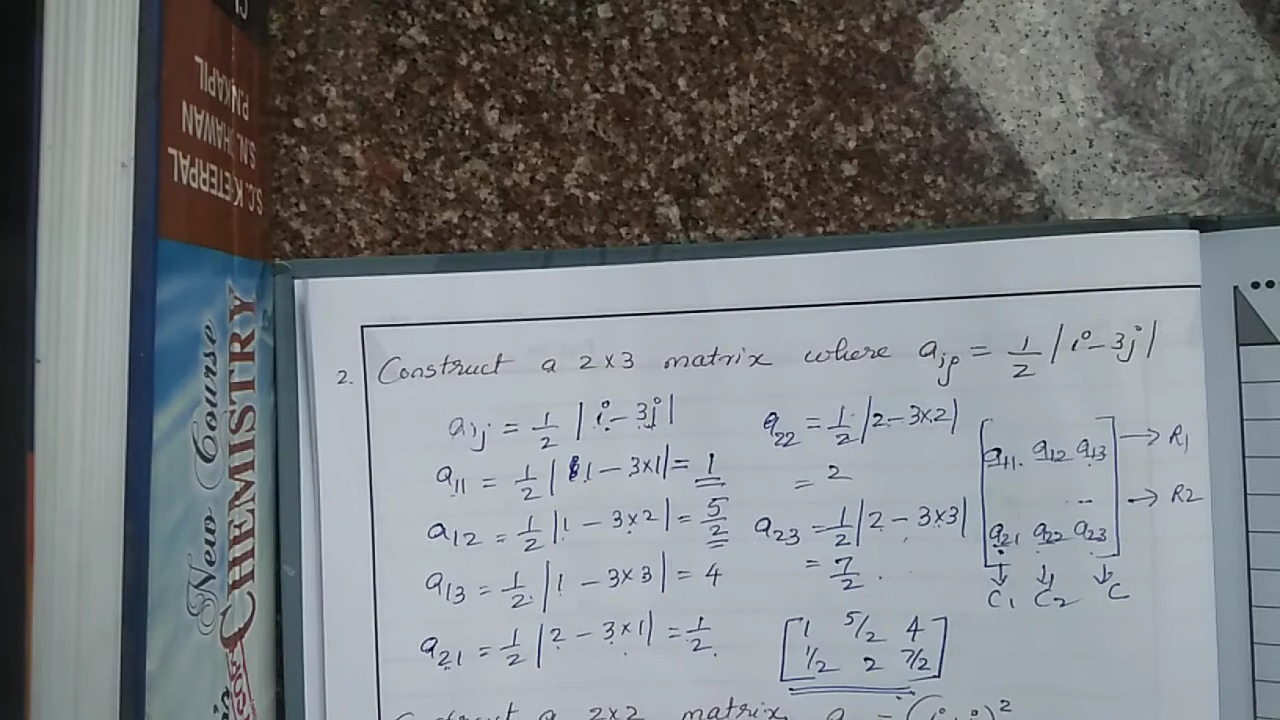 S.C. KHETERPAL
S.N. DHAWAN
P.N. KAPIL
New Course
CHEMISTRY
2. Construct a 2×3 matrix where aij = 1/2 |i-3j|
aij = 1/2 |i-3j|
a11 = 1/2 |1-3×1| = 1
a12 = 1/2 |1-3×2| = 5/2
a13 = 1/2 |1-3×3| = 4
a21 = 1/2 |2-3×1| = 1/2
a22 = 1/2 |2-3×2|
= 2
a23 = 1/2 |2-3×3|
= 7/2
a11 a12 a13 → R1
a21 a22 a23 → R2
C1 C2 C
[1 5/2 4
1/2 2 7/2]
a 2x2 matrix